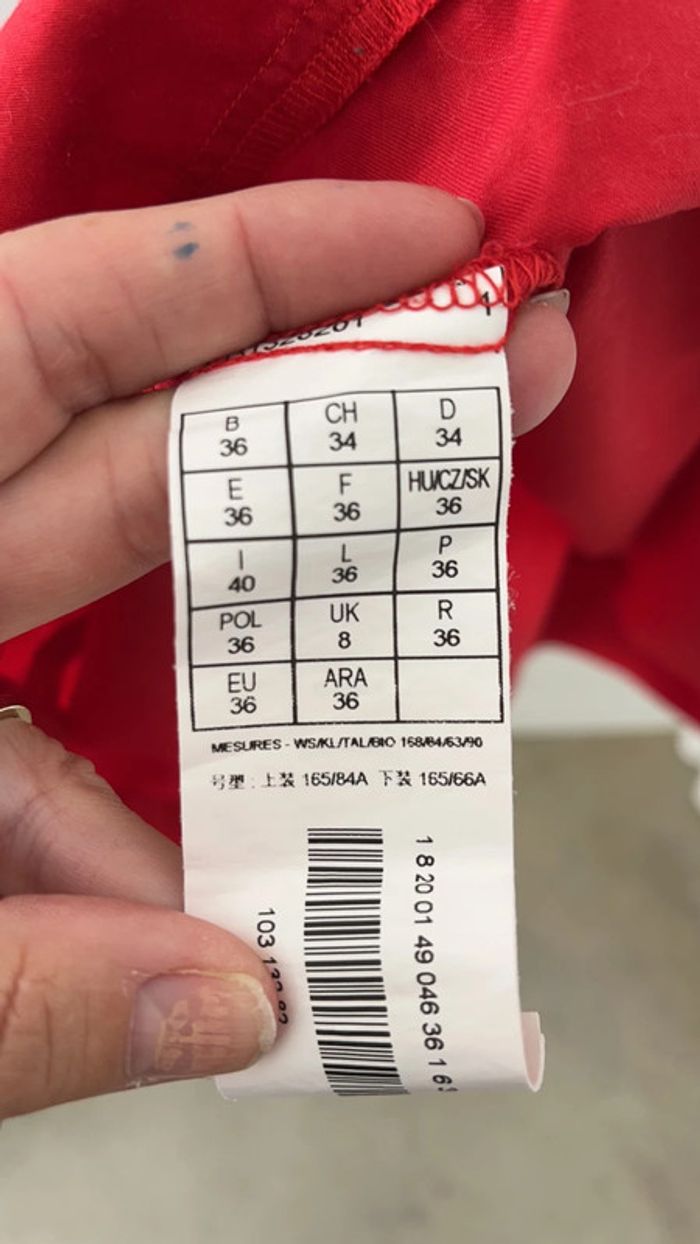 1
B CH D
36 34 34
E F HU/CZ/SK
36 36 36
I L P
40 36 36
POL UK R
36 8 36
EU ARA
36 36
MESURES - WS/KL/TAL/BIO 168/84/63/90
号型 : 上装 165/84A 下装 165/66A
1 8 20 01 49 046 36 1
103